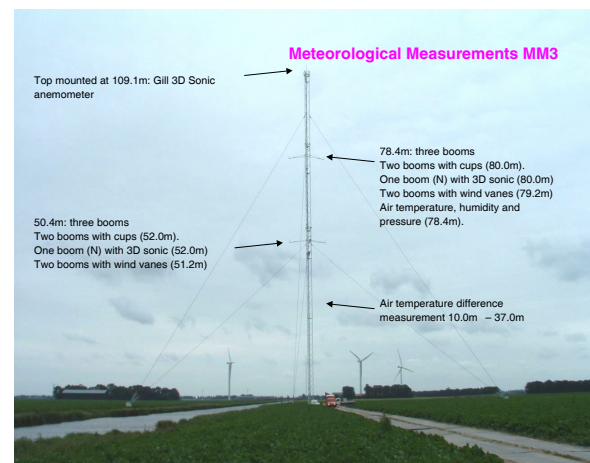 Meteorological Measurements MM3
Top mounted at 109.1m: Gill 3D Sonic
anemometer
78.4m: three booms
Two booms with cups (80.0m).
One boom (N) with 3D sonic (80.0m)
Two booms with wind vanes (79.2m)
Air temperature, humidity and
pressure (78.4m).
50.4m: three booms
Two booms with cups (52.0m).
One boom (N) with 3D sonic (52.0m)
Two booms with wind vanes (51.2m)
Air temperature difference
measurement 10.0m – 37.0m